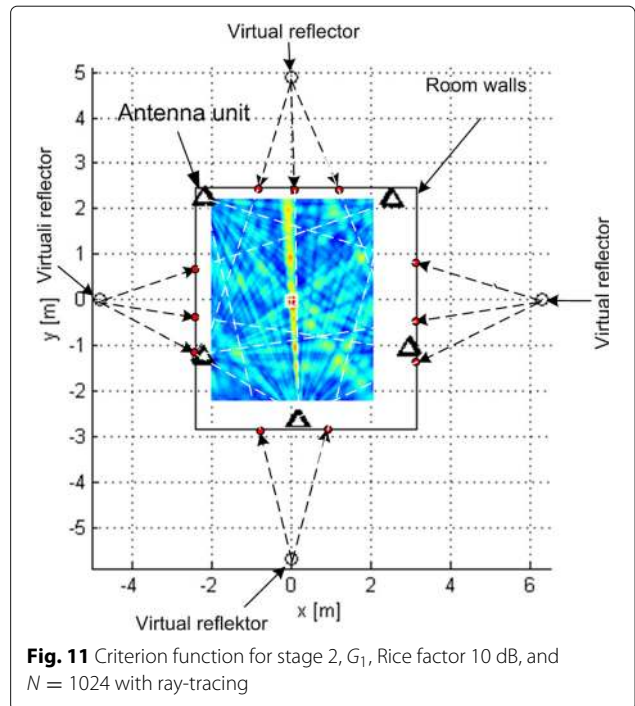 Virtual reflector
Room walls
Antenna unit
Virtuali reflector
Virtual reflector
y [m]
5
4
3
2
1
0
-1
-2
-3
-4
-5
-4
-2
0
2
4
6
x [m]
Virtual reflektor
Fig. 11 Criterion function for stage 2, G₁, Rice factor 10 dB, and
N = 1024 with ray-tracing